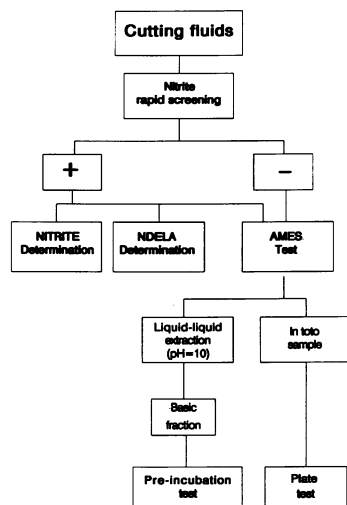 Cutting fluids
Nitrite
rapid screening
+
−
NITRITE
Determination
NDELA
Determination
AMES
Test
Liquid-liquid
extraction
(pH=10)
In toto
sample
Basic
fraction
Pre-incubation
test
Plate
test